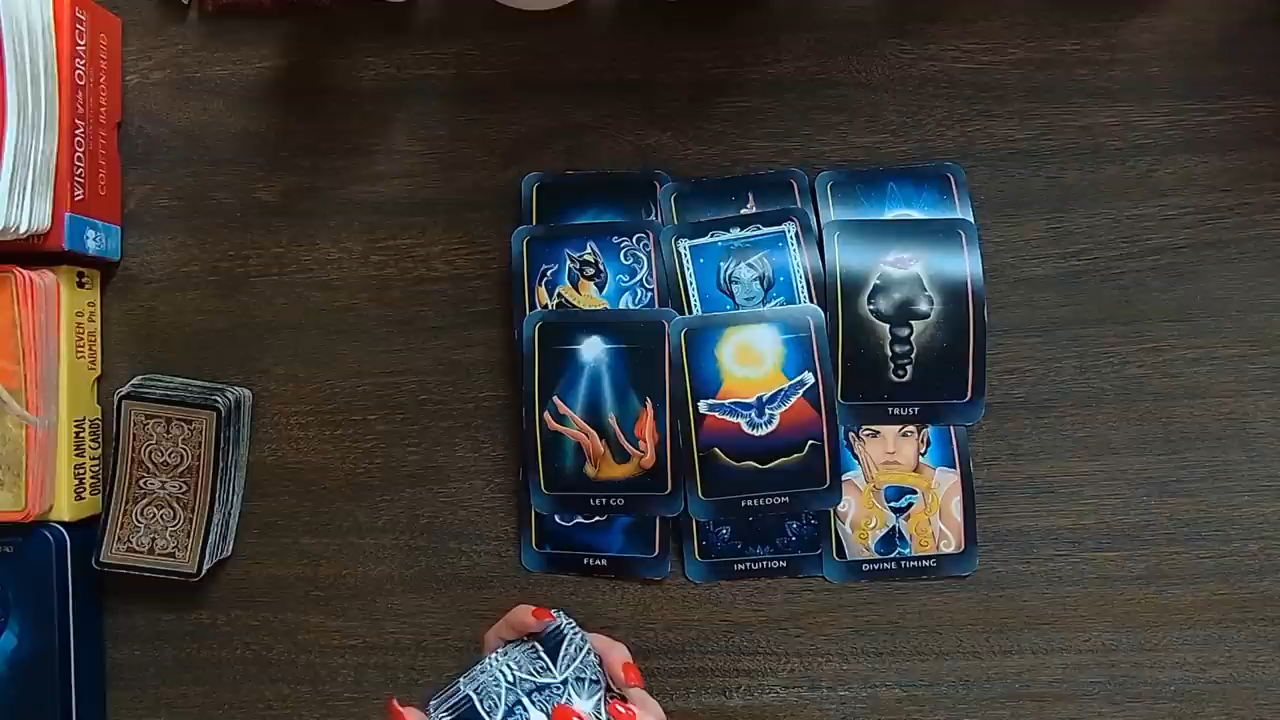 WISDOM of the ORACLE
COLETTE BARON-REID
POWER ANIMAL
ORACLE CARDS
STEVEN D.
FARMER, Ph.D.
TRUST
LET GO
FREEDOM
FEAR
INTUITION
DIVINE TIMING